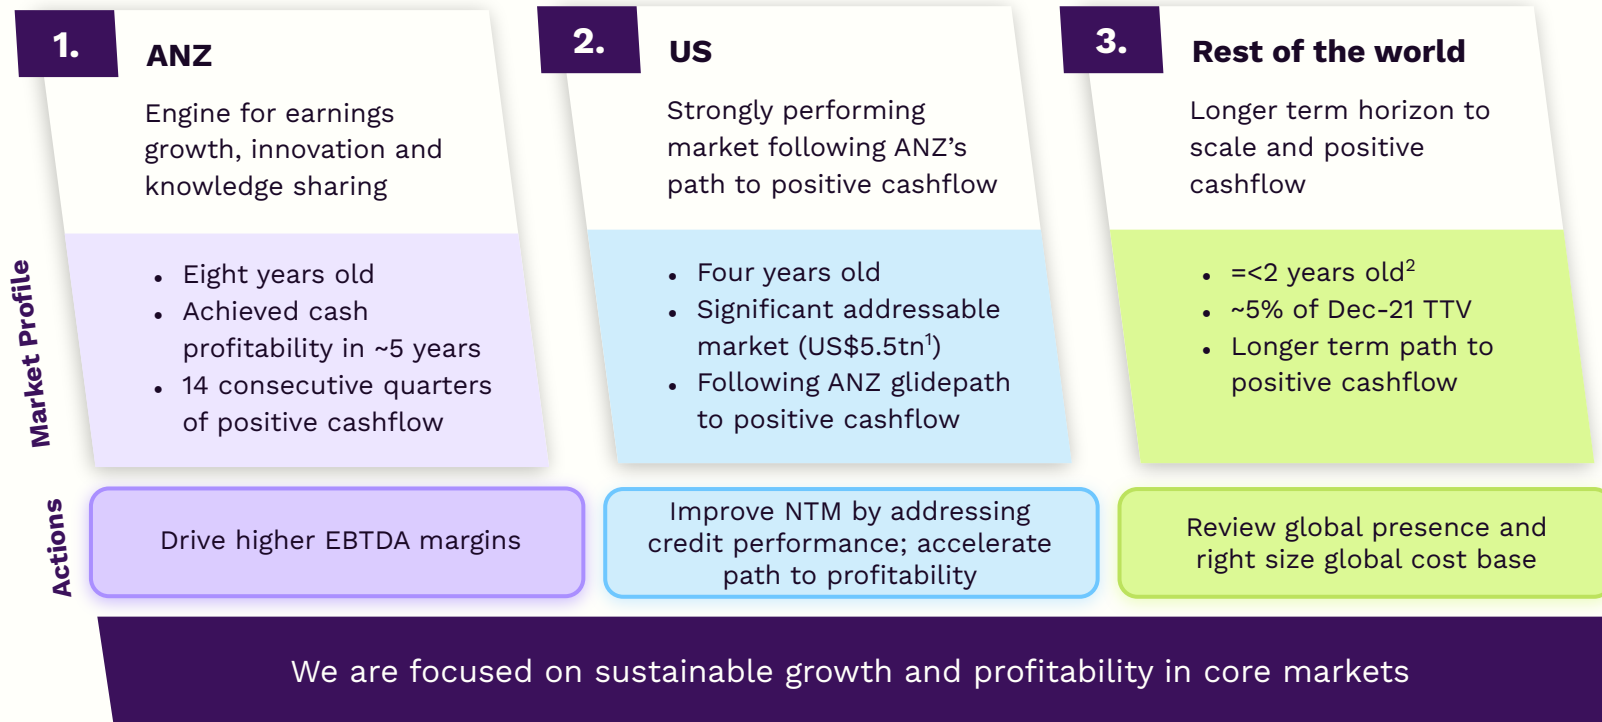 1.
ANZ
Engine for earnings
growth, innovation and
knowledge sharing
Market Profile
• Eight years old
• Achieved cash
profitability in ~5 years
• 14 consecutive quarters
of positive cashflow
Actions
Drive higher EBTDA margins
2.
US
Strongly performing
market following ANZ’s
path to positive cashflow
• Four years old
• Significant addressable
market (US$5.5tn¹)
• Following ANZ glidepath
to positive cashflow
Improve NTM by addressing
credit performance; accelerate
path to profitability
3.
Rest of the world
Longer term horizon to
scale and positive
cashflow
• =<2 years old²
• ~5% of Dec-21 TTV
• Longer term path to
positive cashflow
Review global presence and
right size global cost base
We are focused on sustainable growth and profitability in core markets